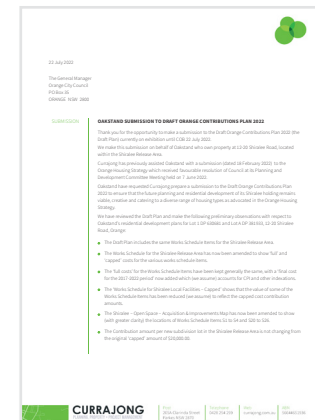 22 July 2022
The General Manager
Orange City Council
PO Box 35
ORANGE NSW 2800
SUBMISSION
OAKSTAND SUBMISSION TO DRAFT ORANGE CONTRIBUTIONS PLAN 2022
Thank you for the opportunity to make a submission to the Draft Orange Contributions Plan 2022 (the
Draft Plan) currently on exhibition until COB 22 July 2022.
We make this submission on behalf of Oakstand who own property at 12-20 Shiralee Road, located
within the Shiralee Release Area.
Currajong has previously assisted Oakstand with a submission (dated 18 February 2022) to the
Orange Housing Strategy which received favourable resolution of Council at its Planning and
Development Committee Meeting held on 7 June 2022.
Oakstand have requested Currajong prepare a submission to the Draft Orange Contributions Plan
2022 to ensure that the future planning and residential development of its Shiralee holding remains
viable, creative and catering to a diverse range of housing types as advocated in the Orange Housing
Strategy.
We have reviewed the Draft Plan and make the following preliminary observations with respect to
Oakstand's residential development plans for Lot 1 DP and Lot A DP 12-20 Shiralee
Road, Orange:
The Draft Plan includes the same Works Schedule items for the Shiralee Release Area.
The Works Schedule for the Shiralee Release Area has now been amended to show 'full' and
'capped' costs for the various works schedule items.
The 'full costs' for the Works Schedule items have been kept generally the same, with a 'final cost
for the 2017-2022 period' now added which (we assume) accounts for CPI and other indexations.
The 'Works Schedule for Shiralee Local Facilities – Capped' shows that the value of some of the
Works Schedule items has been reduced (we assume) to reflect the capped cost contribution
amounts.
The Shiralee – Open Space – Acquisition & Improvements Map has now been amended to show
(with greater clarity) the locations of Works Schedule items S1 to S4 and S20 to S26.
The Contribution amount per new subdivision lot in the Shiralee Release Area is not changing from
the original 'capped' amount of $20,000.00.
CURRAJONG